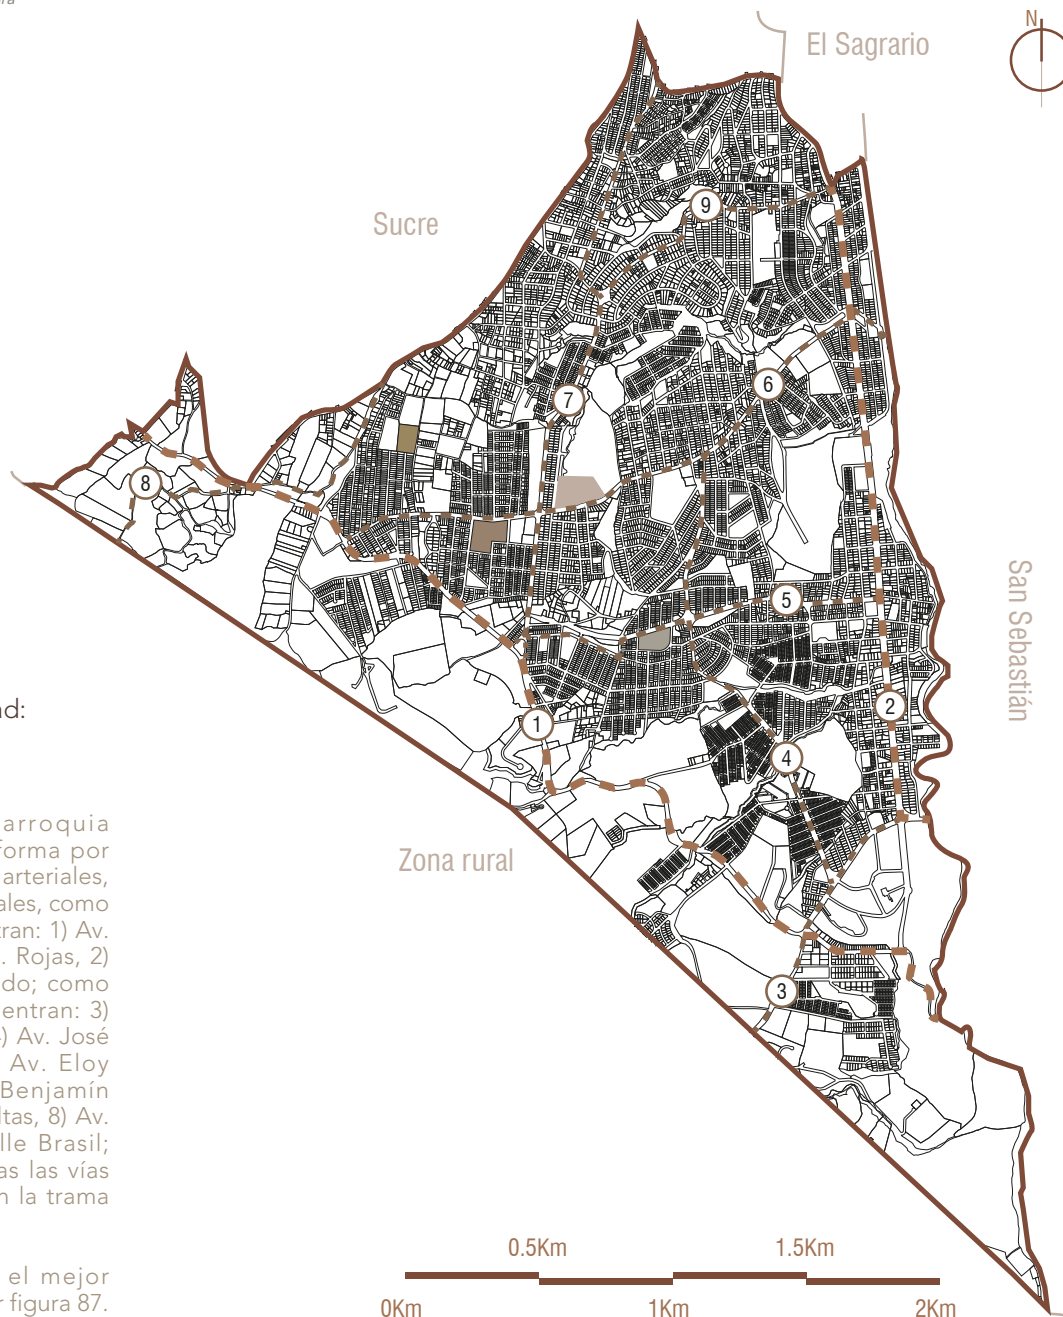 N
El Sagrario
Sucre
9
6
7
8
5
San Sebastián
2
1
4
Zona rural
3
ad:
arroquia
forma por
arteriales,
ales, como
tran: 1) Av.
. Rojas, 2)
do; como
entran: 3)
) Av. José
Av. Eloy
Benjamín
ltas, 8) Av.
lle Brasil;
as las vías
n la trama
el mejor
r figura 87.
0.5Km
1.5Km
0Km
1Km
2Km